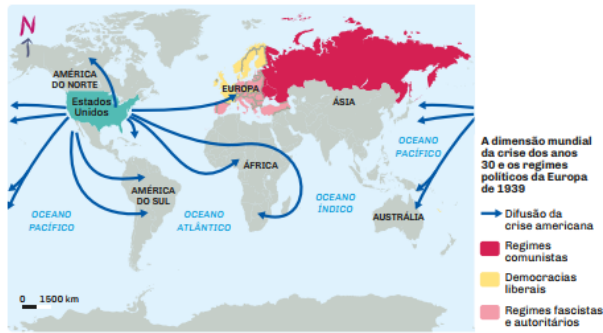 N
AMÉRICA
DO NORTE
Estados
Unidos
EUROPA
ÁSIA
OCEANO
PACÍFICO
ÁFRICA
AMÉRICA
DO SUL
OCEANO
ÍNDICO
OCEANO
PACÍFICO
OCEANO
ATLÂNTICO
AUSTRÁLIA
0 1500 km
A dimensão mundial
da crise dos anos
30 e os regimes
políticos da Europa
de 1939
Difusão da
crise americana
Regimes
comunistas
Democracias
liberais
Regimes fascistas
e autoritários